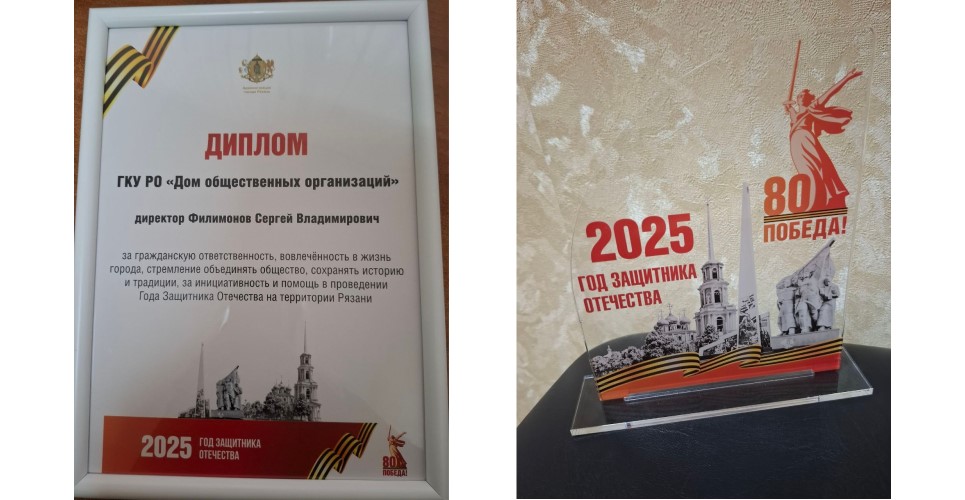 ДИПЛОМ
ГКУ РО «Дом общественных организаций»
директор Филимонов Сергей Владимирович
за гражданскую ответственность, вовлечённость в жизнь
города, стремление объединять общество, сохранять историю
и традиции, за инициативность и помощь в проведении
Года Защитника Отечества на территории Рязани
2025
ГОД ЗАЩИТНИКА
ОТЕЧЕСТВА
80
ПОБЕДА!
80
ПОБЕДА!
2025
ГОД ЗАЩИТНИКА
ОТЕЧЕСТВА